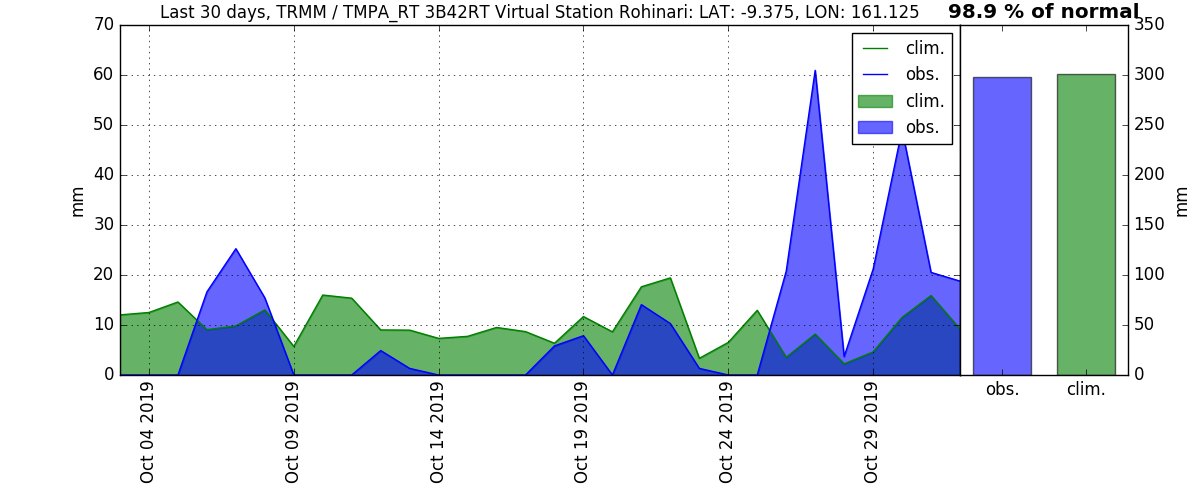 Last 30 days, TRMM / TMPA_RT 3B42RT Virtual Station Rohinari: LAT: -9.375, LON: 161.125
98.9 % of normal
70
60
50
40
30
20
10
0
mm
clim.
obs.
clim.
obs.
350
300
250
200
150
100
50
0
mm
Oct 04 2019
Oct 09 2019
Oct 14 2019
Oct 19 2019
Oct 24 2019
Oct 29 2019
obs.
clim.